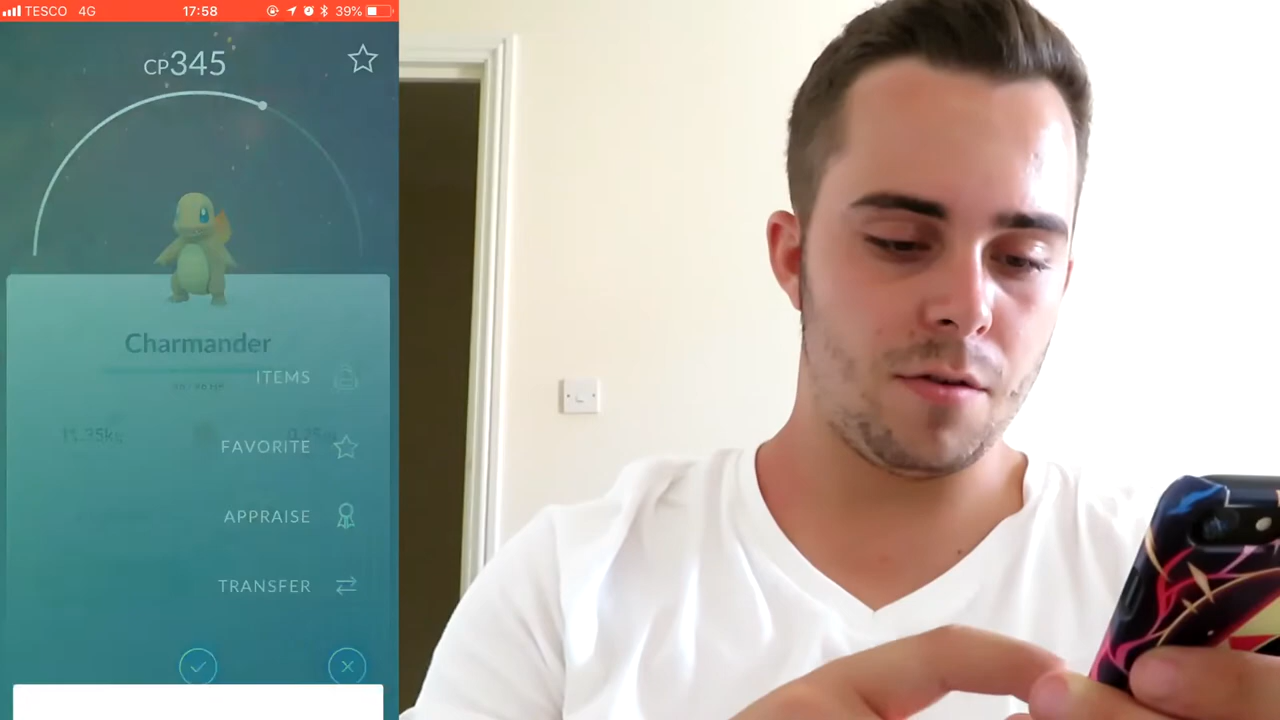 TESCO 4G 17:58 39%
CP345
Charmander
ITEMS
FAVORITE
APPRAISE
TRANSFER